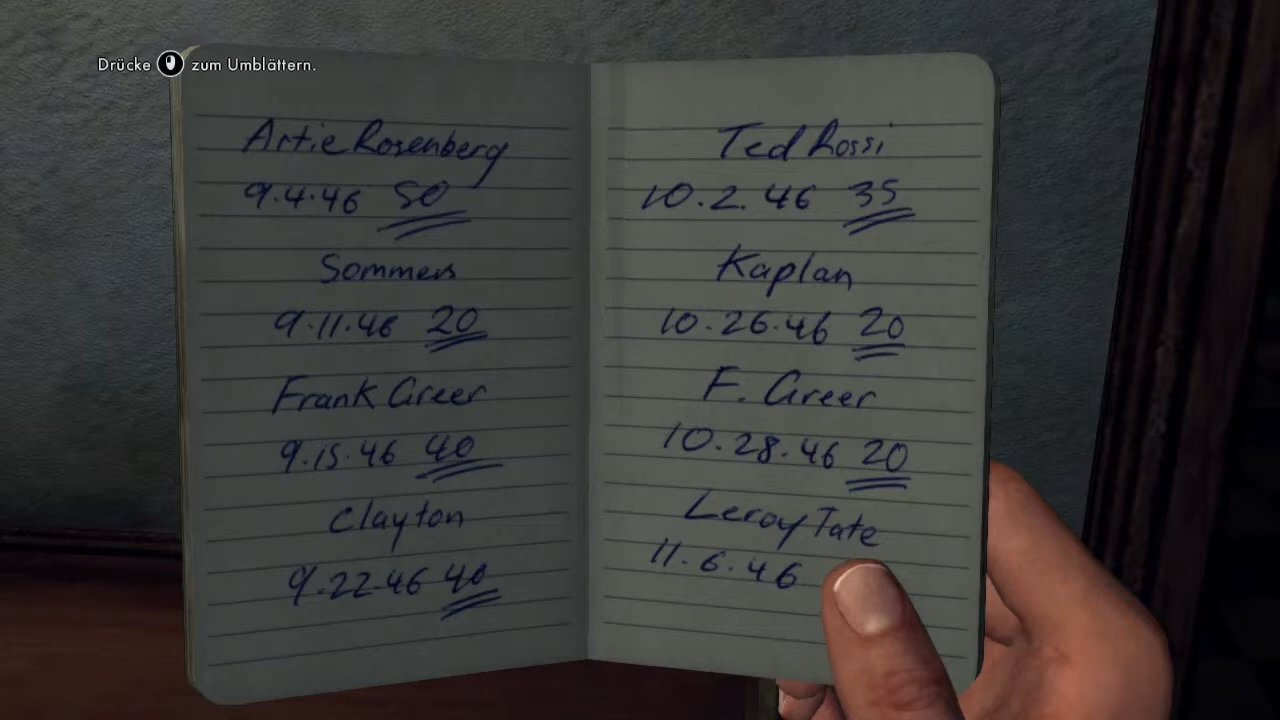 Drücke zum Umblättern.
Artie Rosenberg
9.4.46 50
Sommers
9.11.46 20
Frank Greer
9.15.46 40
Clayton
9.22.46 40
Ted Rossi
10.2.46 35
Kaplan
10.26.46 20
F. Greer
10.28.46 20
Leroy Tate
11.6.46